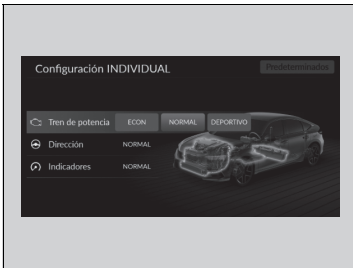 Configuración INDIVIDUAL
Predeterminados
Tren de potencia ECON NORMAL DEPORTIVO
Dirección NORMAL
Indicadores NORMAL